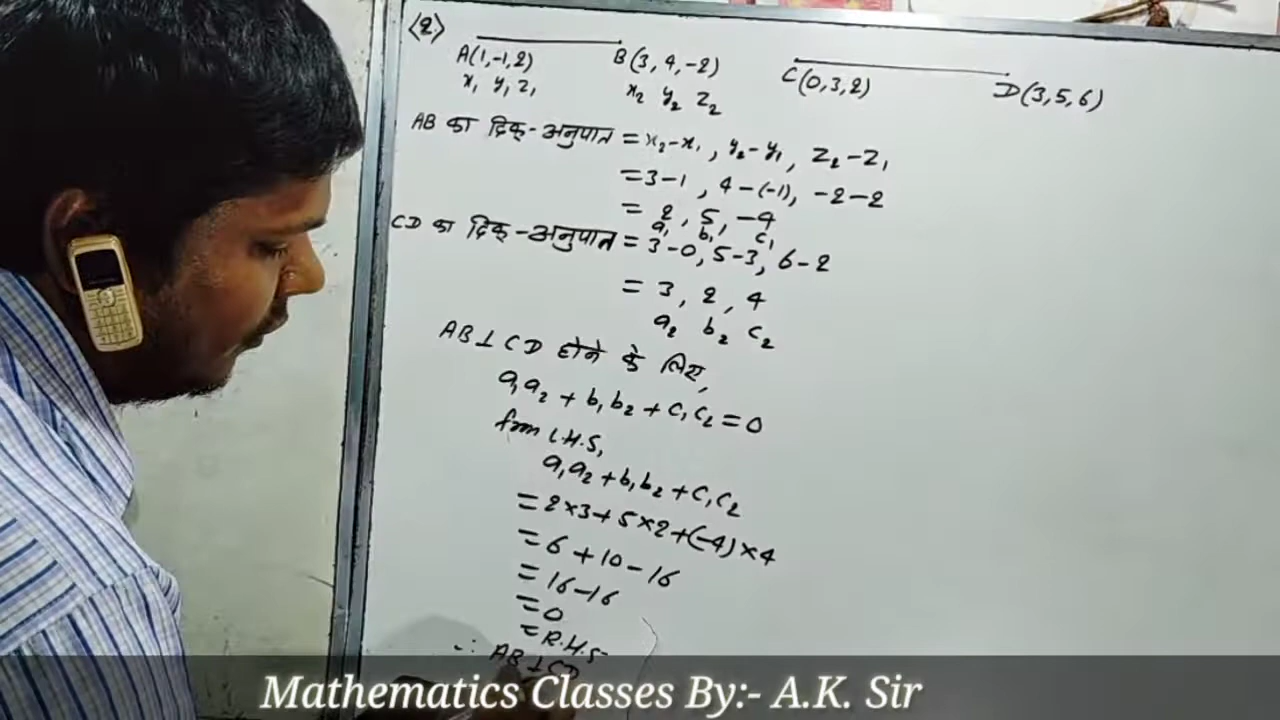 <2>
A(1,-1,2) B(3, 4, -2) C(0,3,2) D(3,5,6)
x₁ y₁ z₁ x₂ y₂ z₂
AB का दिक्-अनुपात = x₂-x₁, y₂-y₁, z₂-z₁
= 3-1, 4-(-1), -2-2
= 2, 5, -4
a₁ b₁ c₁
CD का दिक्-अनुपात = 3-0, 5-3, 6-2
= 3, 2, 4
a₂ b₂ c₂
AB⊥CD होने के लिए,
a₁a₂ + b₁b₂ + c₁c₂ = 0
from L.H.S,
a₁a₂ + b₁b₂ + c₁c₂
= 2×3+5×2+(-4)×4
= 6+10-16
= 16-16
= 0
= R.H.S
∴ AB⊥CD
Mathematics Classes By:- A.K. Sir